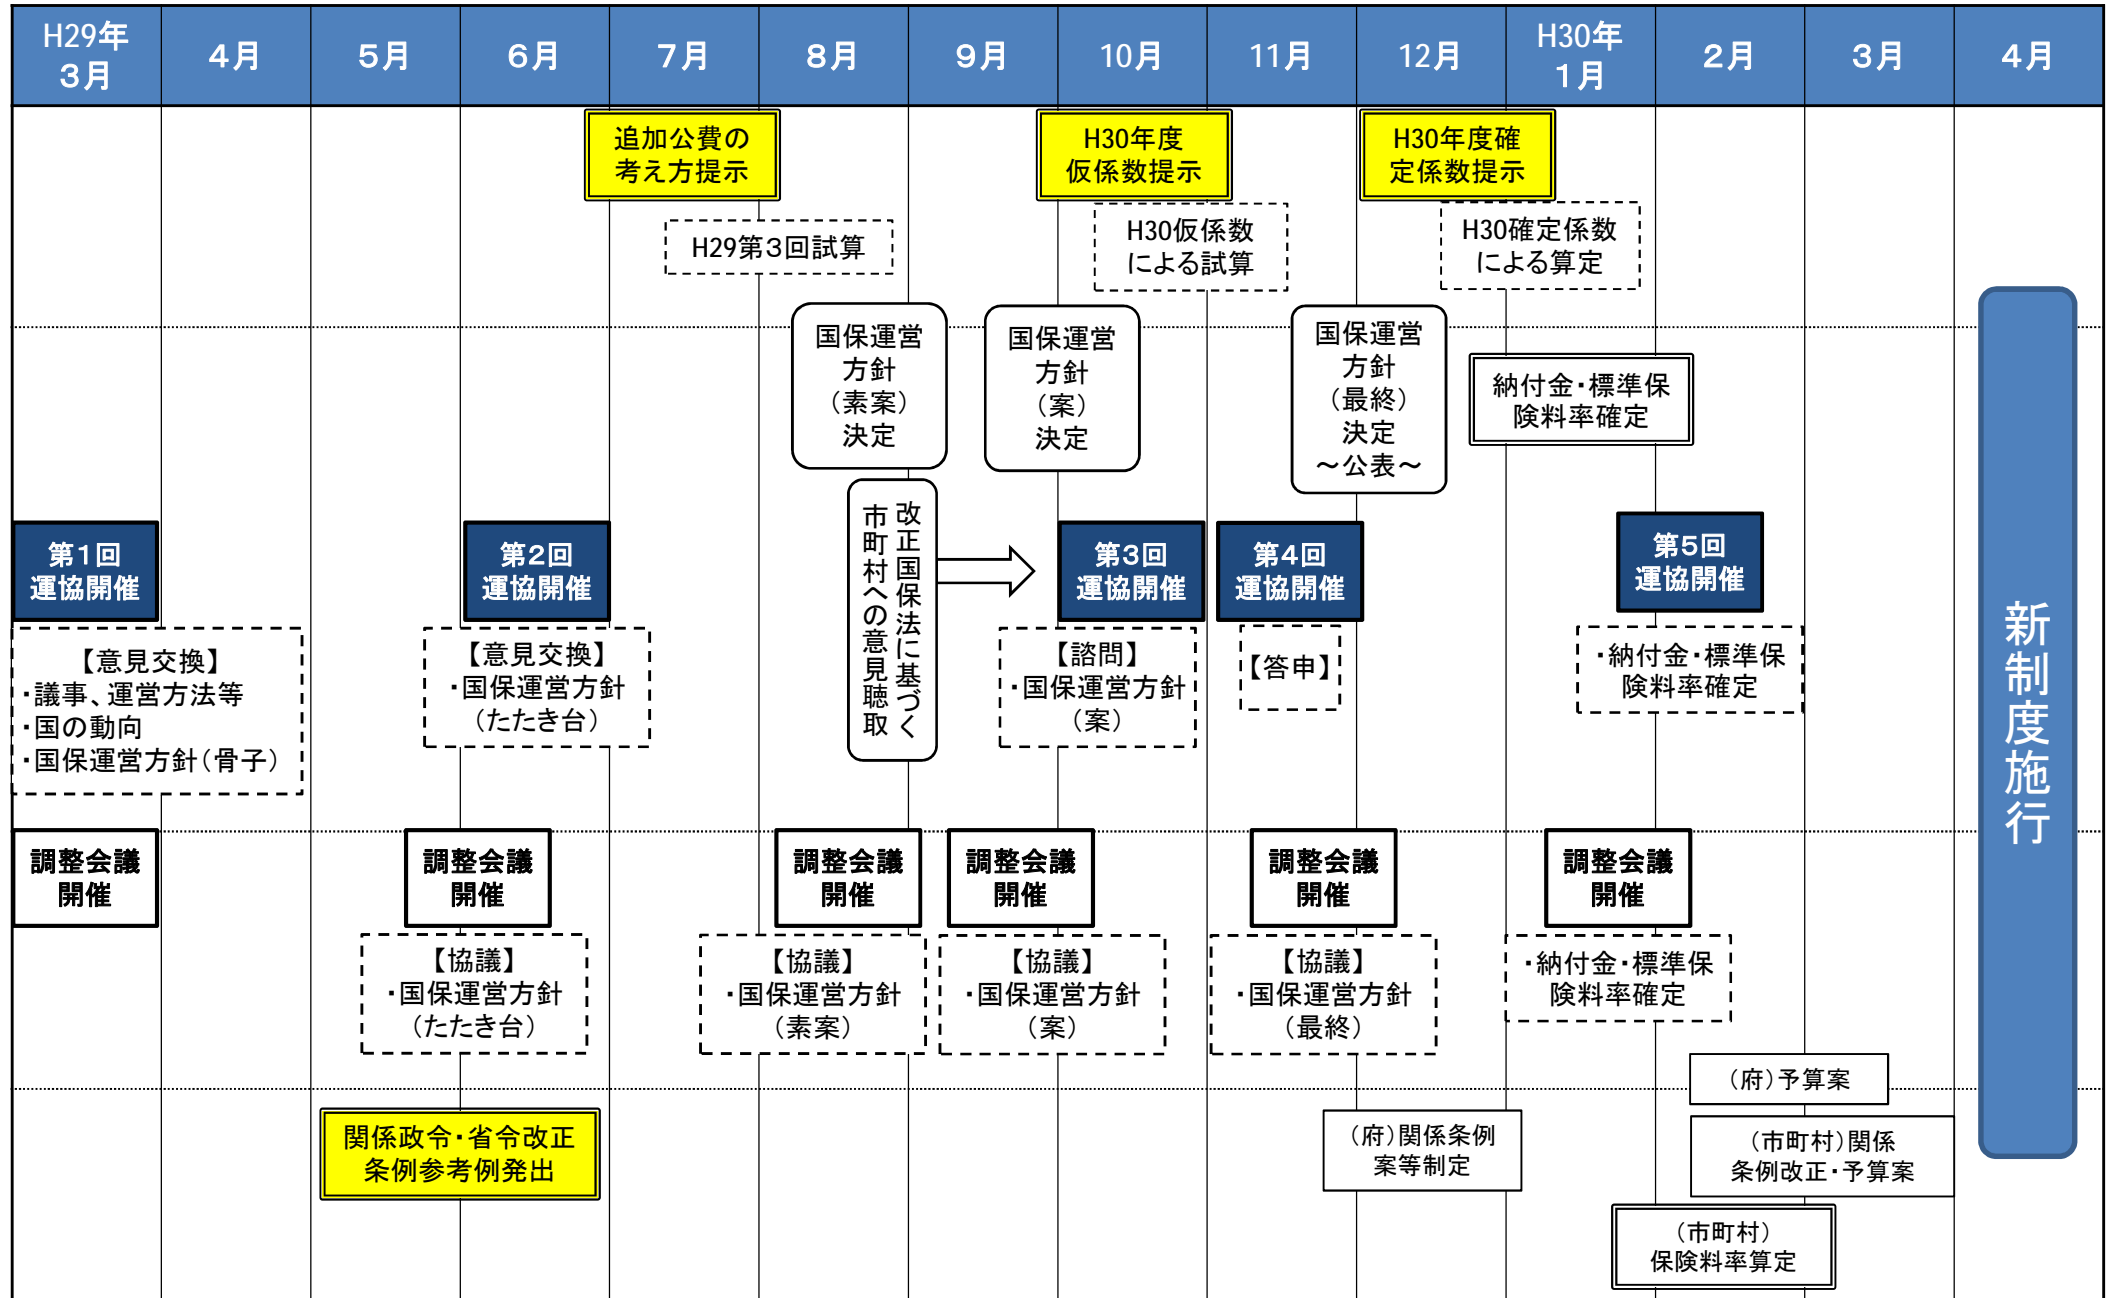 H29年
3月
4月
5月
6月
7月
8月
9月
10月
11月
12月
H30年
1月
2月
3月
4月
追加公費の
考え方提示
H30年度
仮係数提示
H30年度確
定係数提示
H29第3回試算
H30仮係数
による試算
H30確定係数
による算定
国保運営
方針
(素案)
決定
国保運営
方針
(案)
決定
国保運営
方針
(最終)
決定
~公表~
納付金・標準保
険料率確定
改正国保法に基づく
市町村への意見聴取
第1回
運協開催
第2回
運協開催
第3回
運協開催
第4回
運協開催
第5回
運協開催
【意見交換】
・議事、運営方法等
・国の動向
・国保運営方針(骨子)
【意見交換】
・国保運営方針
(たたき台)
【諮問】
・国保運営方針
(案)
【答申】
・納付金・標準保
険料率確定
調整会議
開催
調整会議
開催
調整会議
開催
調整会議
開催
調整会議
開催
調整会議
開催
【協議】
・国保運営方針
(たたき台)
【協議】
・国保運営方針
(素案)
【協議】
・国保運営方針
(案)
【協議】
・国保運営方針
(最終)
・納付金・標準保
険料率確定
(府)予算案
関係政令・省令改正
条例参考例発出
(府)関係条例
案等制定
(市町村)関係
条例改正・予算案
(市町村)
保険料率算定
新制度施行